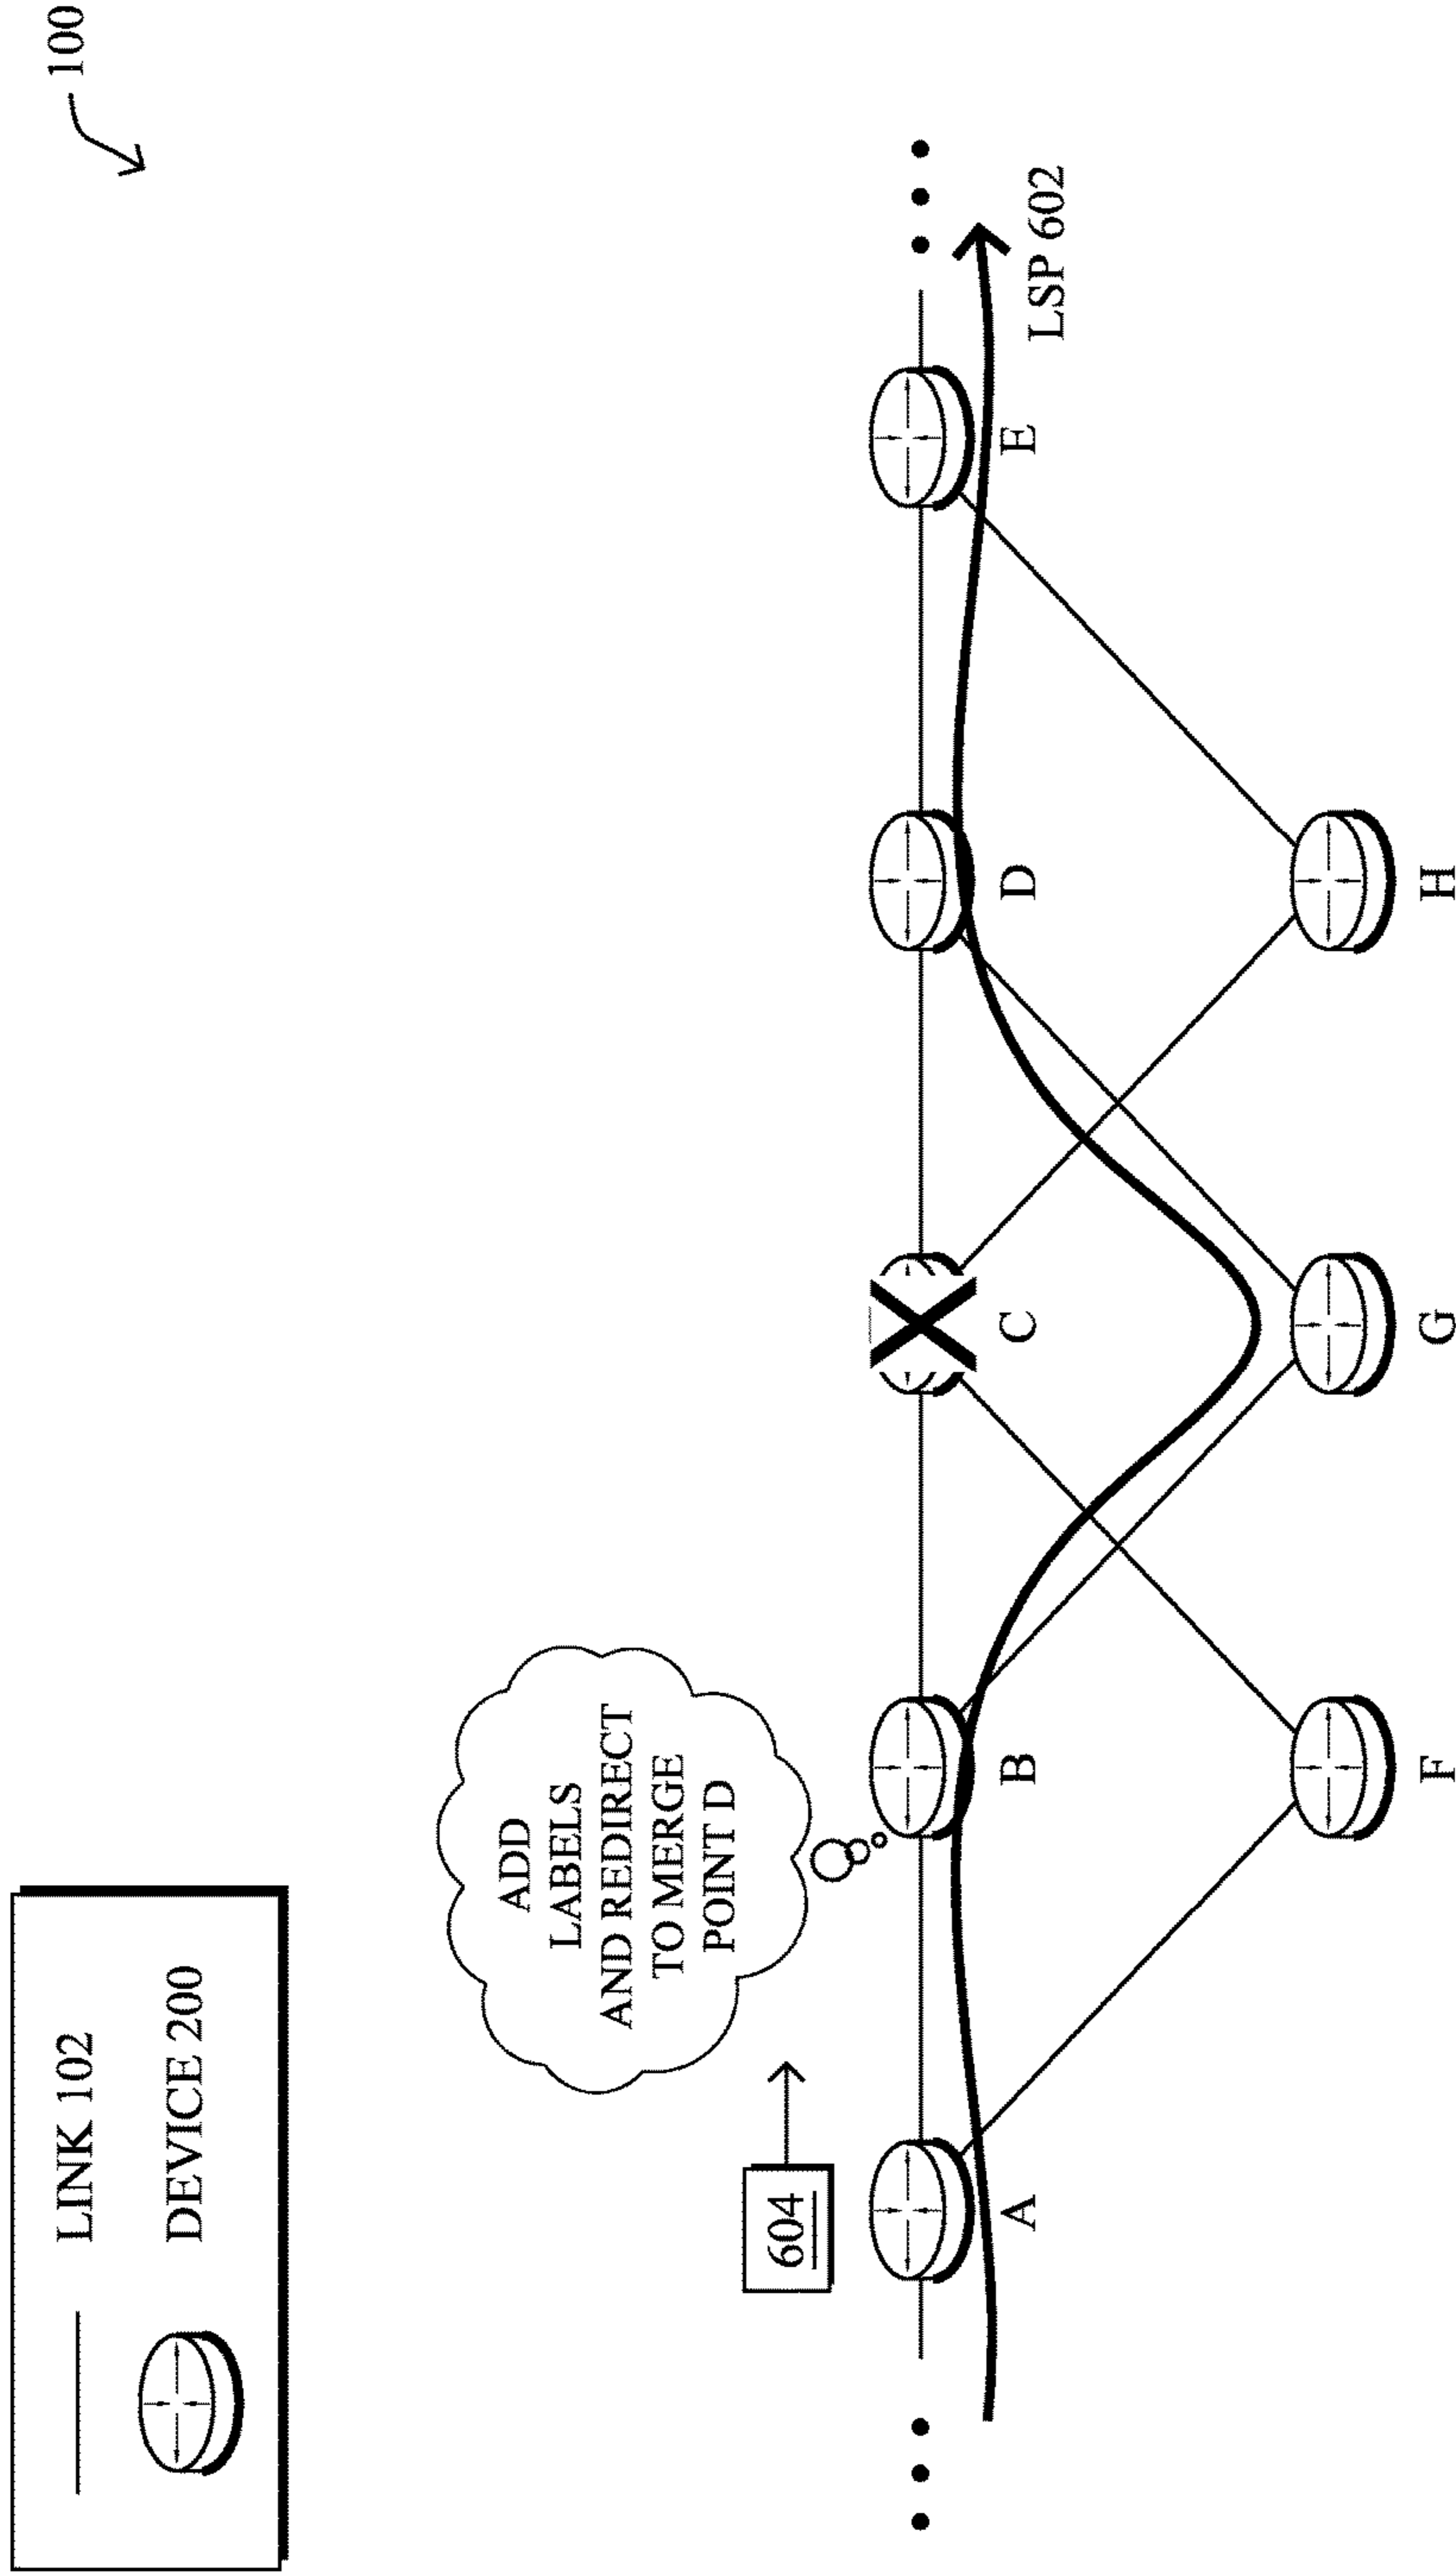 100
LINK 102
DEVICE 200
ADD
LABELS
AND REDIRECT
TO MERGE
POINT D
604
A
B
C
D
E
LSP 602
F
G
H